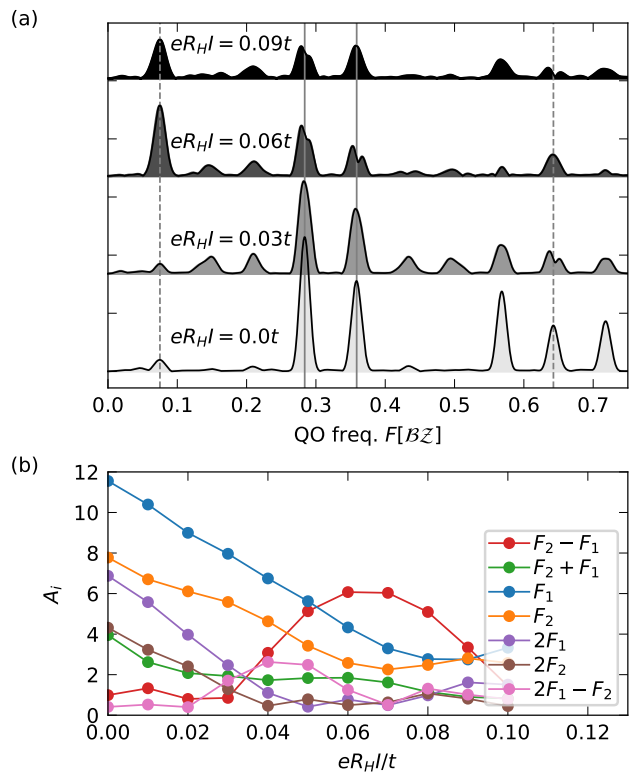 (a)
eR_H I = 0.09t
eR_H I = 0.06t
eR_H I = 0.03t
eR_H I = 0.0t
0.0 0.1 0.2 0.3 0.4 0.5 0.6 0.7
QO freq. F[ℬ𝒵]
(b)
12
10
8
6
4
2
0
A_i
F_2 − F_1
F_2 + F_1
F_1
F_2
2F_1
2F_2
2F_1 − F_2
0.00 0.02 0.04 0.06 0.08 0.10 0.12
eR_H I/t